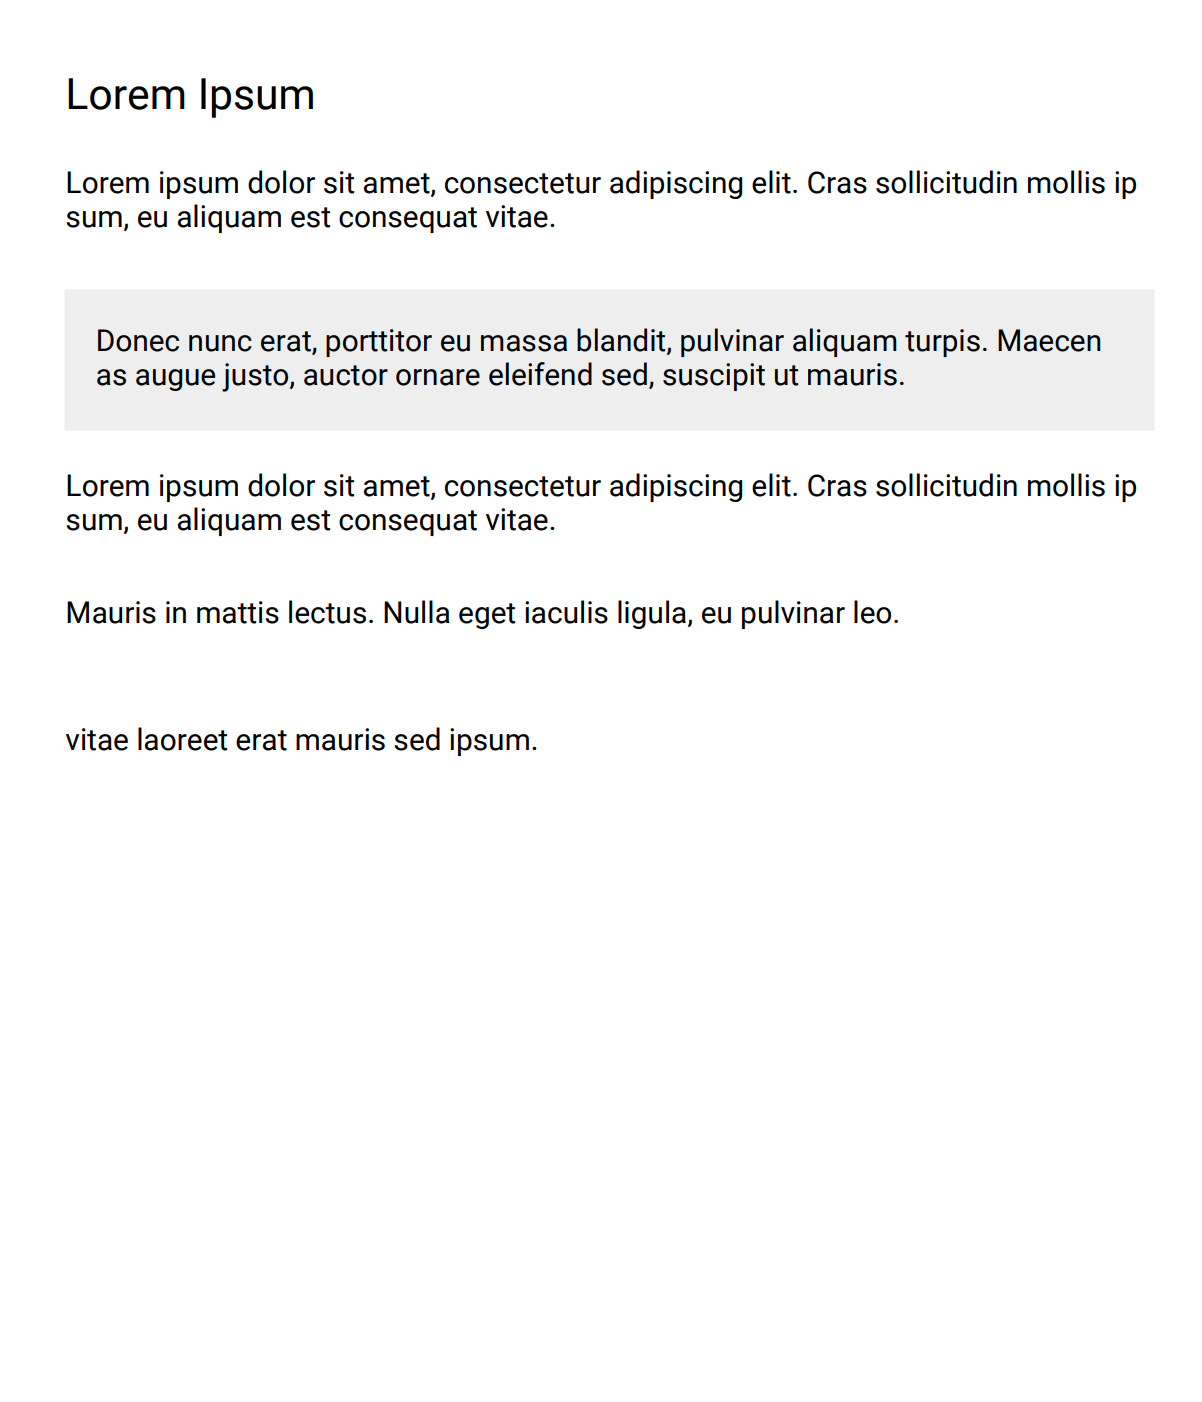 Lorem Ipsum
Lorem ipsum dolor sit amet, consectetur adipiscing elit. Cras sollicitudin mollis ip
sum, eu aliquam est consequat vitae.
Donec nunc erat, porttitor eu massa blandit, pulvinar aliquam turpis. Maecen
as augue justo, auctor ornare eleifend sed, suscipit ut mauris.
Lorem ipsum dolor sit amet, consectetur adipiscing elit. Cras sollicitudin mollis ip
sum, eu aliquam est consequat vitae.
Mauris in mattis lectus. Nulla eget iaculis ligula, eu pulvinar leo.
vitae laoreet erat mauris sed ipsum.